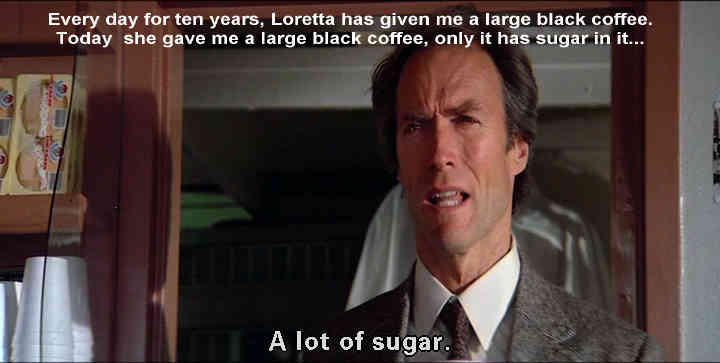 Every day for ten years, Loretta has given me a large black coffee.
Today  she gave me a large black coffee, only it has sugar in it...
A lot of sugar.